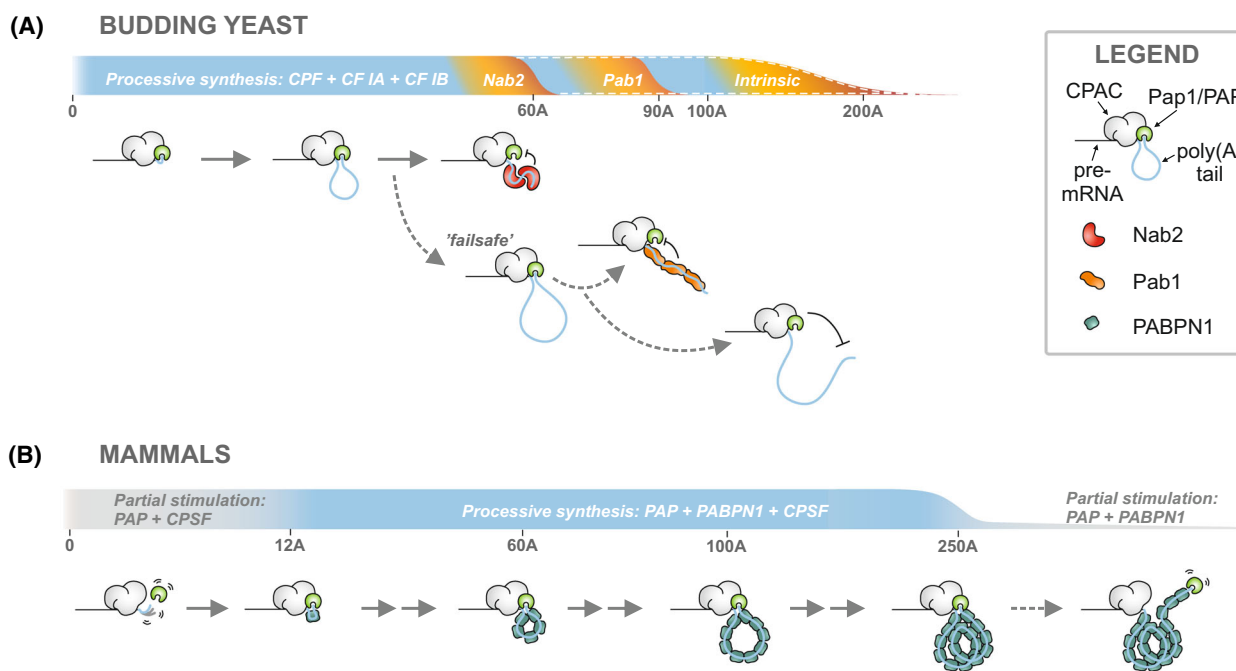 (A) BUDDING YEAST
Processive synthesis: CPF + CF IA + CF IB
Nab2
Pab1
Intrinsic
0
60A
90A
100A
200A
'failsafe'
LEGEND
CPAC
Pap1/PAP
pre-
mRNA
poly(A
tail
Nab2
Pab1
PABPN1
(B) MAMMALS
Partial stimulation:
PAP + CPSF
Processive synthesis: PAP + PABPN1 + CPSF
Partial stimulation:
PAP + PABPN1
0
12A
60A
100A
250A